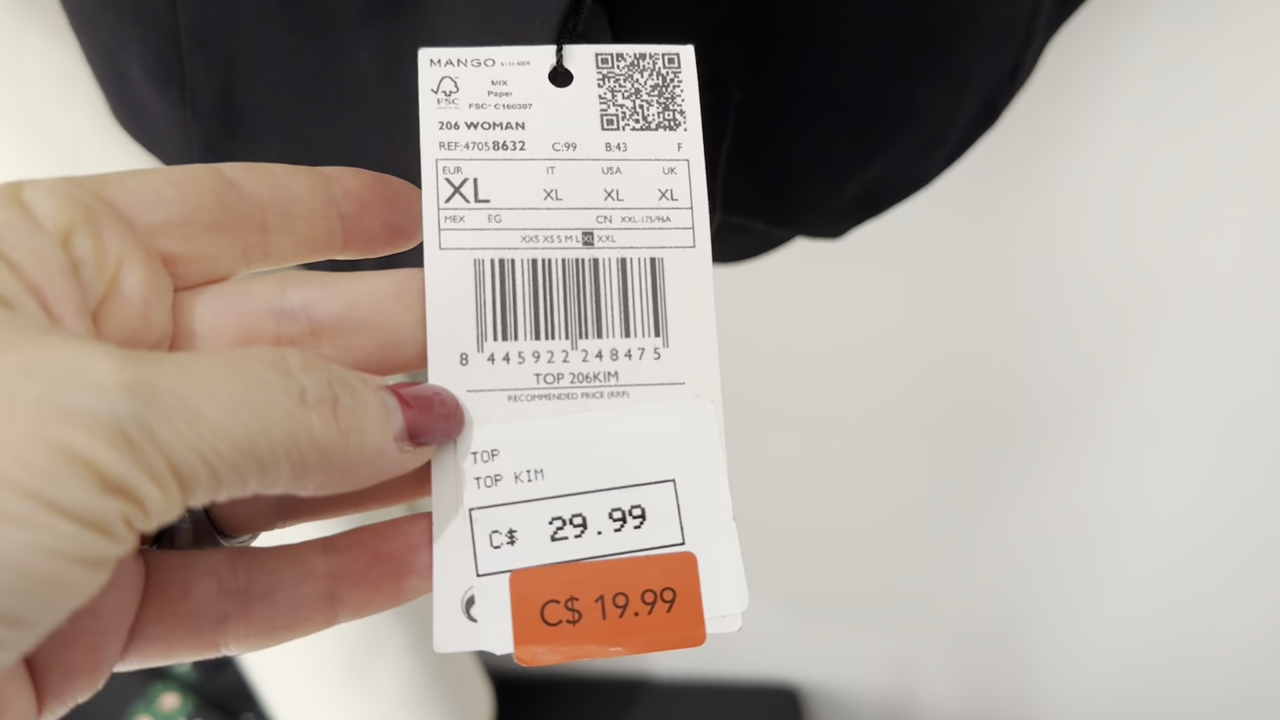 MANGO
MIX
Paper
FSC
FSC® C160307
206 WOMAN
REF:47058632 C:99 B:43 F
EUR IT USA UK
XL XL XL XL
MEX EG CN XXL-175/96A
XXS XS S M L XL XXL
8 445922 248475
TOP 206KIM
RECOMMENDED PRICE (RRP)
TOP
TOP KIM
C$ 29.99
C$ 19.99